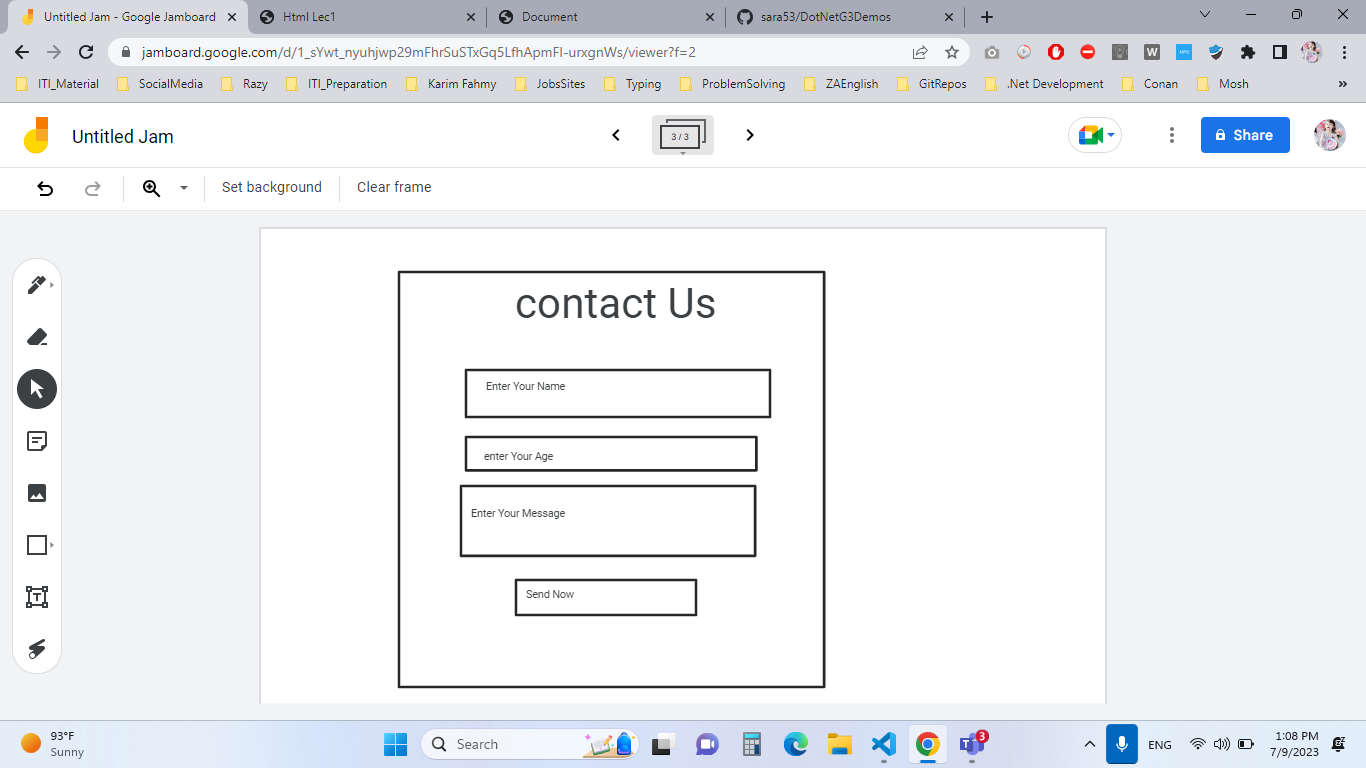 Untitled Jam - Google Jamboard
Html Lec1
Document
sara53/DotNetG3Demos
jamboard.google.com/d/1_sYwt_nyuhjwp29mFhrSuSTxGq5LfhApmFI-urxgnWs/viewer?f=2
ITI_Material
SocialMedia
Razy
ITI_Preparation
Karim Fahmy
JobsSites
Typing
ProblemSolving
ZAEnglish
GitRepos
.Net Development
Conan
Mosh
Untitled Jam
3 / 3
Share
Set background
Clear frame
contact Us
Enter Your Name
enter Your Age
Enter Your Message
Send Now
93°F
Sunny
Search
3
ENG
1:08 PM
7/9/2023